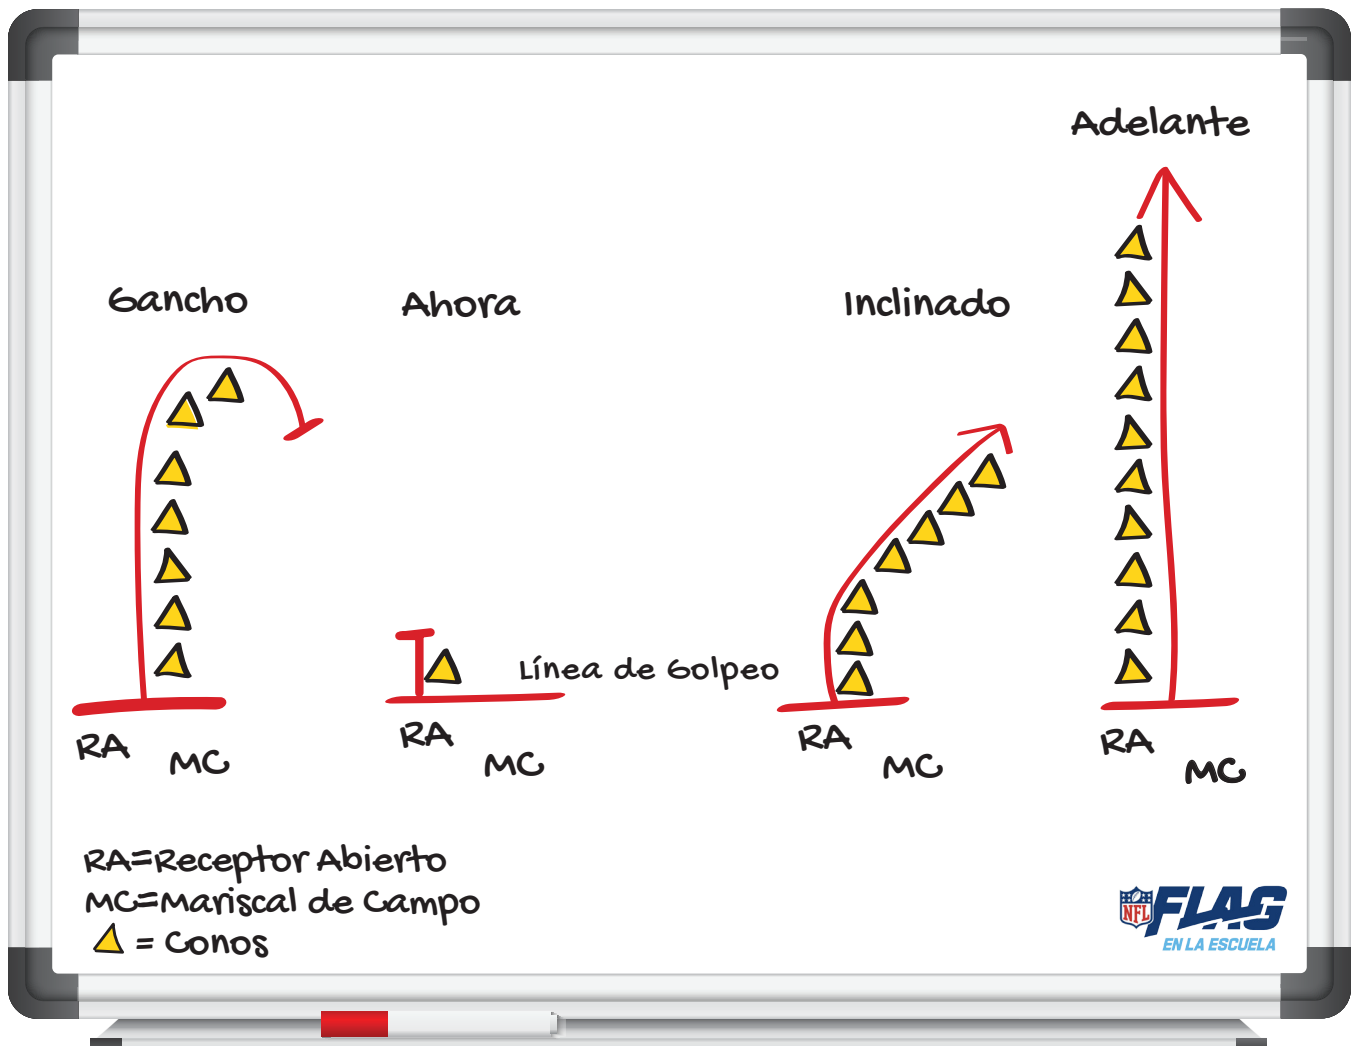 Adelante
Gancho
Ahora
Inclinado
Línea de Golpeo
RA
MC
RA
MC
RA
MC
RA
MC
RA=Receptor Abierto
MC=Mariscal de Campo
= Conos
NFL FLAG
EN LA ESCUELA